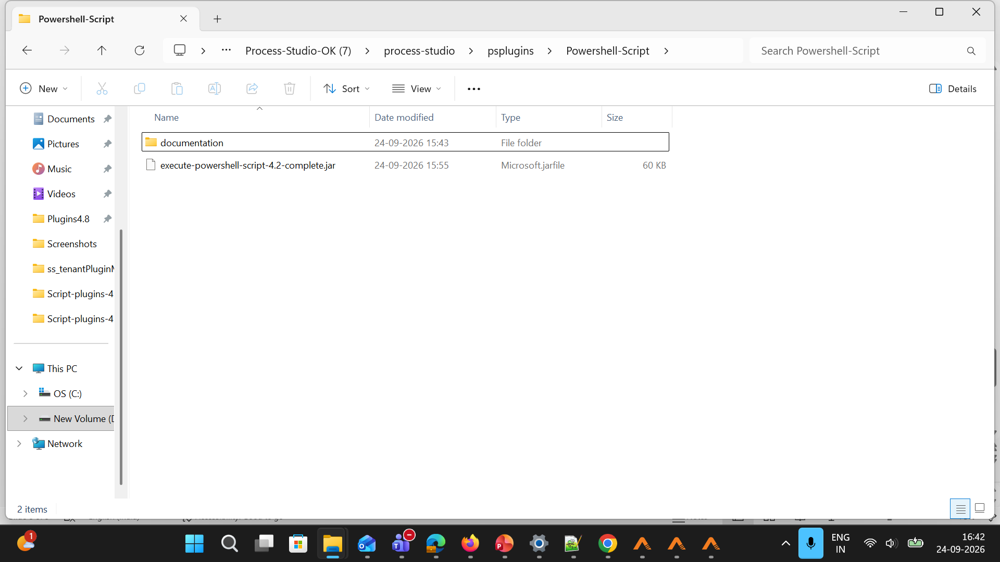 Powershell-Script
Process-Studio-OK (7)
process-studio
psplugins
Powershell-Script
Search Powershell-Script
New
Sort
View
Details
Documents
Pictures
Music
Videos
Plugins4.8
Screenshots
ss_tenantPlugin
Script-plugins-4
Script-plugins-4
This PC
OS (C:)
New Volume (D
Network
Name Date modified Type Size
documentation 24-09-2026 15:43 File folder
execute-powershell-script-4.2-complete.jar 24-09-2026 15:55 Microsoft.jarfile 60 KB
2 items
1
ENG
IN
16:42
24-09-2026